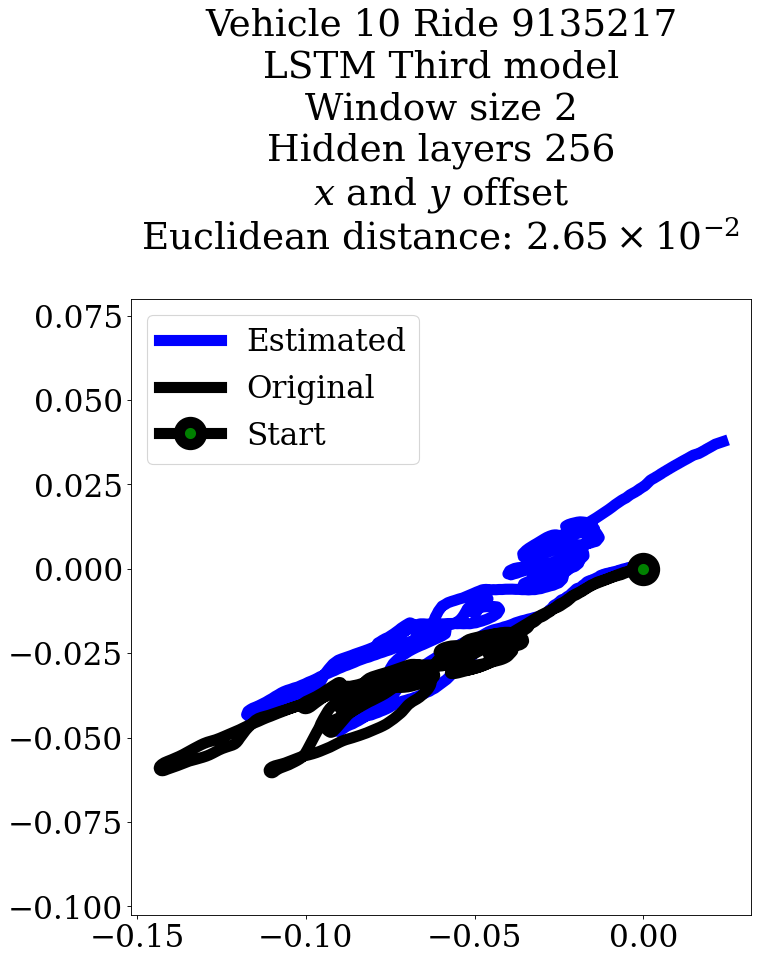 Vehicle 10 Ride 9135217
LSTM Third model
Window size 2
Hidden layers 256
x and y offset
Euclidean distance: 2.65 × 10⁻²
Estimated
Original
Start
0.075
0.050
0.025
0.000
−0.025
−0.050
−0.075
−0.100
−0.15 −0.10 −0.05 0.00